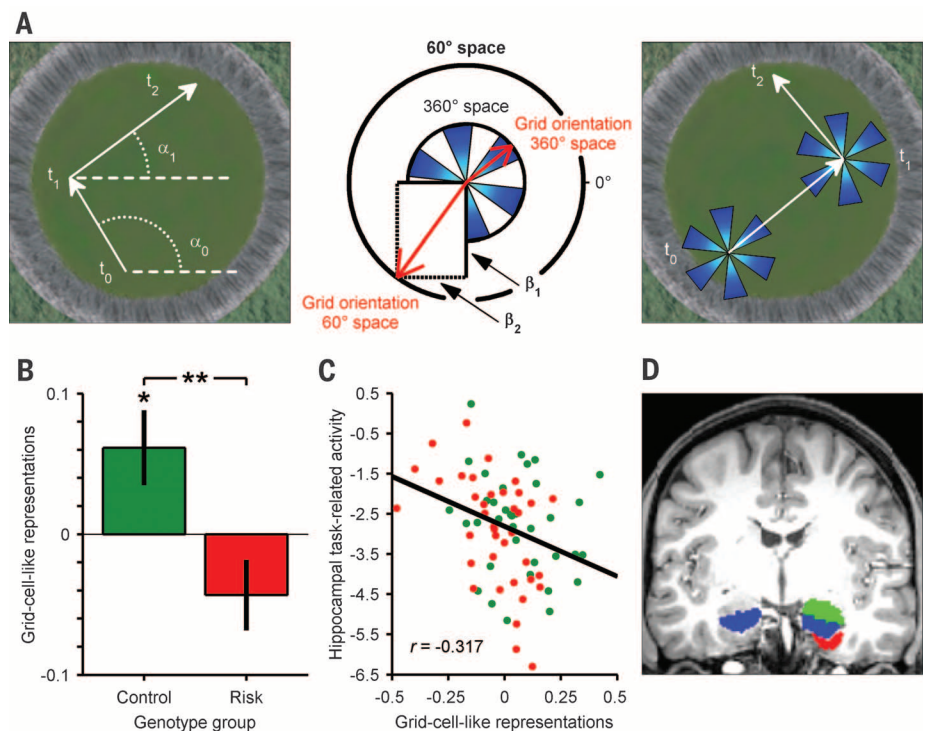 A
t2
α1
t1
α0
t0
60° space
360° space
Grid orientation
360° space
0°
Grid orientation
60° space
β1
β2
t2
t1
t0
B
Grid-cell-like representations
0.1
0
-0.1
*
**
Control
Risk
Genotype group
C
Hippocampal task-related activity
0.5
-0.5
-1.5
-2.5
-3.5
-4.5
-5.5
-6.5
r = -0.317
-0.5
-0.25
0
0.25
0.5
Grid-cell-like representations
D